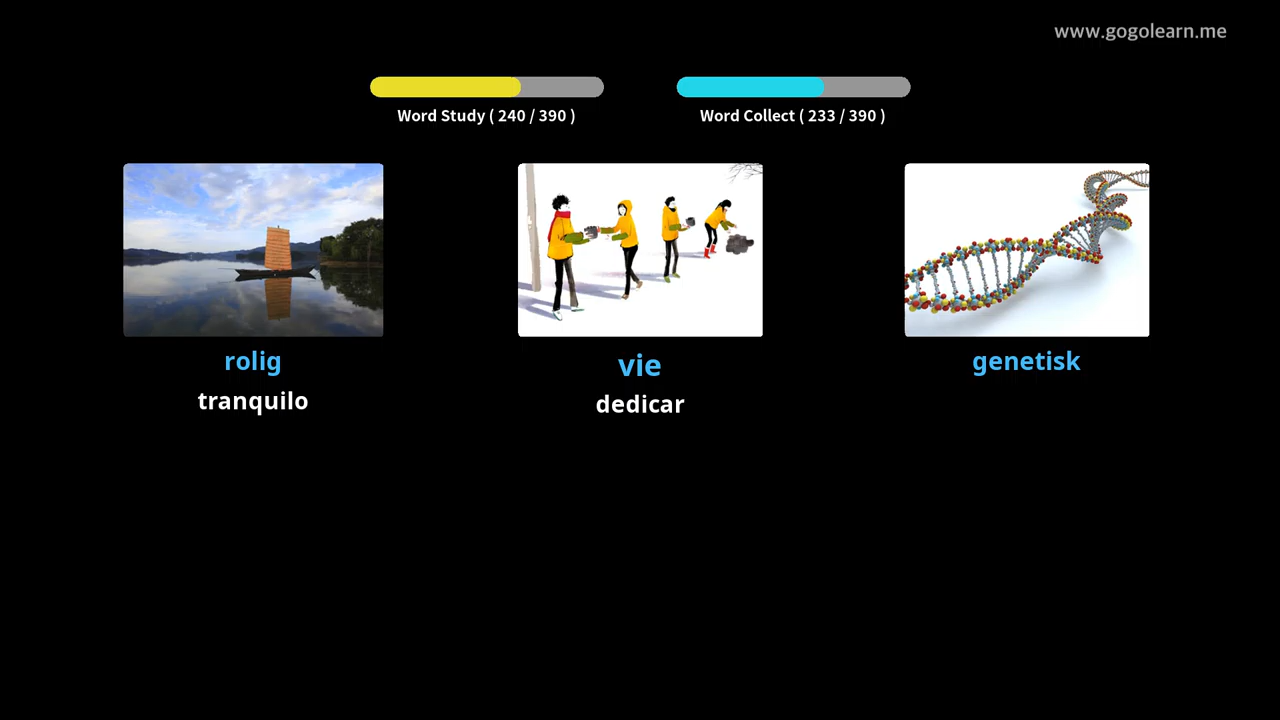 www.gogolearn.me
Word Study ( 240 / 390 )
Word Collect ( 233 / 390 )
rolig
vie
genetisk
tranquilo
dedicar